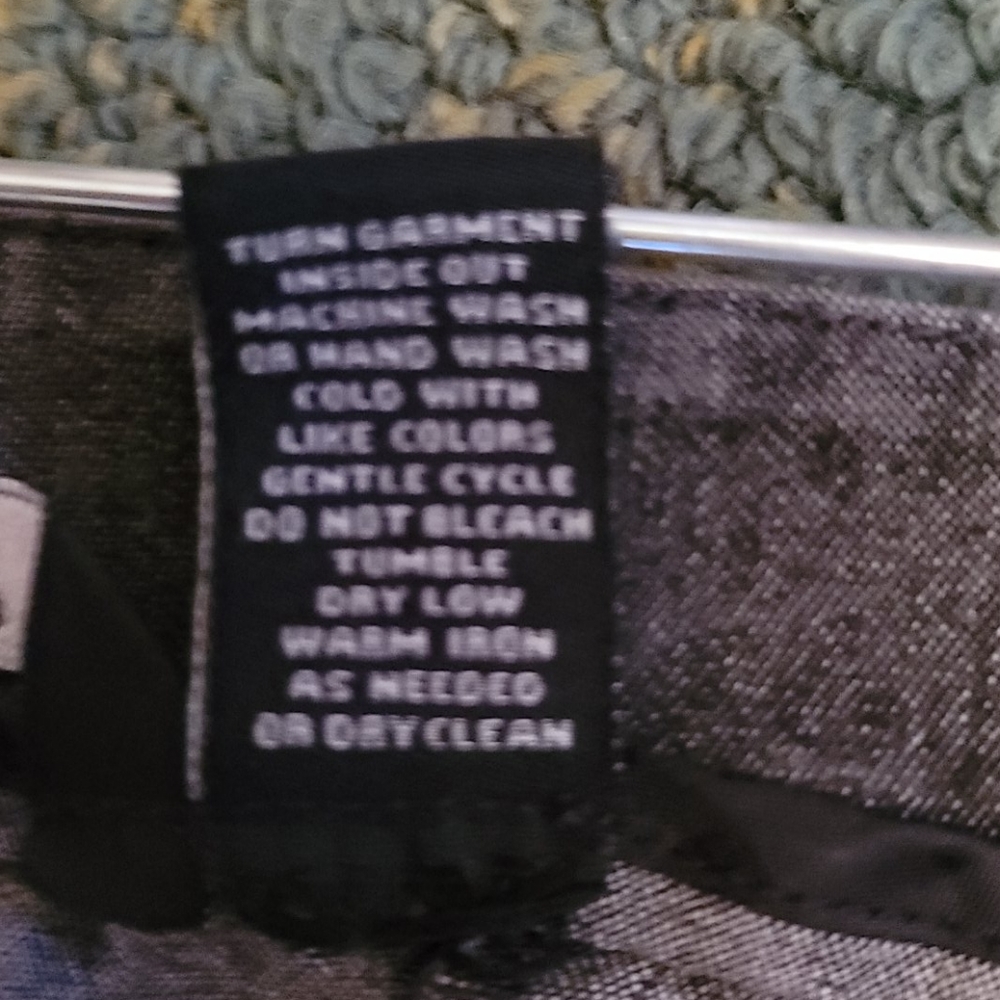 TURN GARMENT
INSIDE OUT
MACHINE WASH
OR HAND WASH
COLD WITH
LIKE COLORS
GENTLE CYCLE
DO NOT BLEACH
TUMBLE
DRY LOW
WARM IRON
AS NEEDED
OR DRY CLEAN